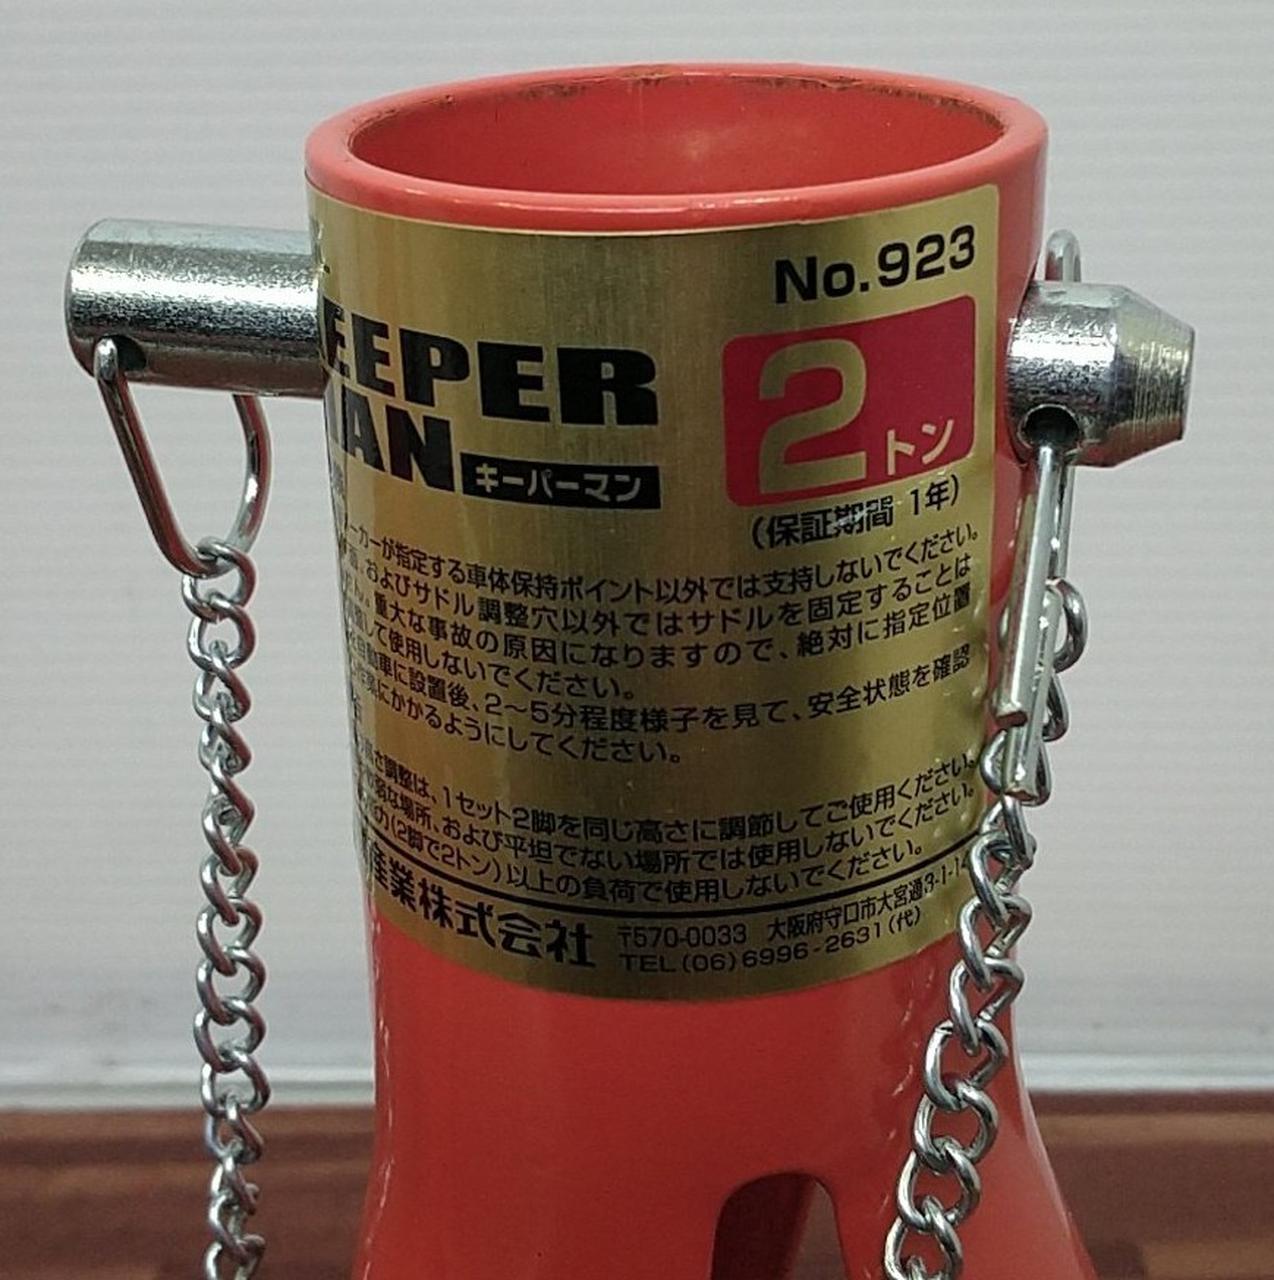 No.923
EEPER
AN
キーパーマン
2トン
(保証期間 1年)
ーカーが指定する車体保持ポイント以外では支持しないでください。
およびサドル調整穴以外ではサドルを固定することは
重大な事故の原因になりますので、絶対に指定位置
して使用しないでください。
自動車に設置後、2〜5分程度様子を見て、安全状態を確認
にかかるようにしてください。
高さ調整は、1セット2脚を同じ高さに調節してご使用ください。
な場所、および平坦でない場所では使用しないでください。
力(2脚で2トン)以上の負荷で使用しないでください。
産業株式会社
〒570-0033 大阪府守口市大宮通3-1-14
TEL(06)6996-2631(代)